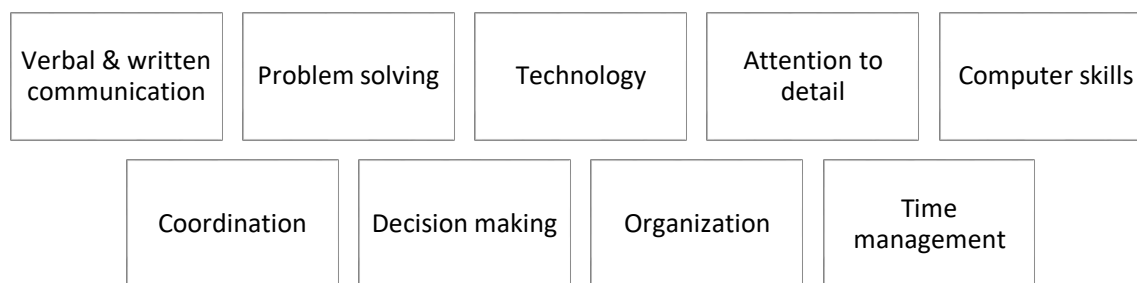 Verbal & written
communication
Problem solving
Technology
Attention to
detail
Computer skills
Coordination
Decision making
Organization
Time
management